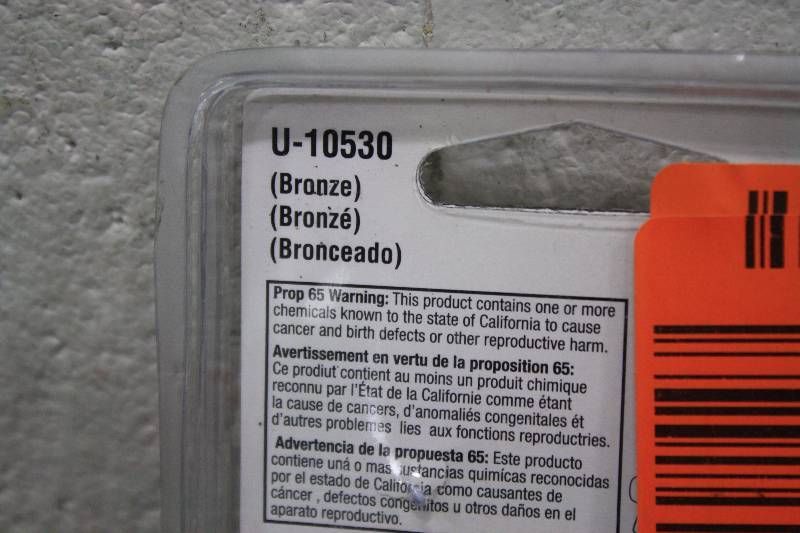 U-10530
(Bronze)
(Bronzé)
(Bronceado)
Prop 65 Warning: This product contains one or more
chemicals known to the state of California to cause
cancer and birth defects or other reproductive harm.
Avertissement en vertu de la proposition 65:
Ce prodiut contient au moins un produit chimique
reconnu par l'État de la Californie comme étant
la cause de cancers, d'anomaliés congenitales ét
d'autres problemes lies aux fonctions reproductries.
Advertencia de la propuesta 65: Este producto
contiene uná o mas sustancias quimícas reconocidas
por el estado de California como causantes de
cáncer , defectos congenitos u otros daños en el
aparato reproductivo.